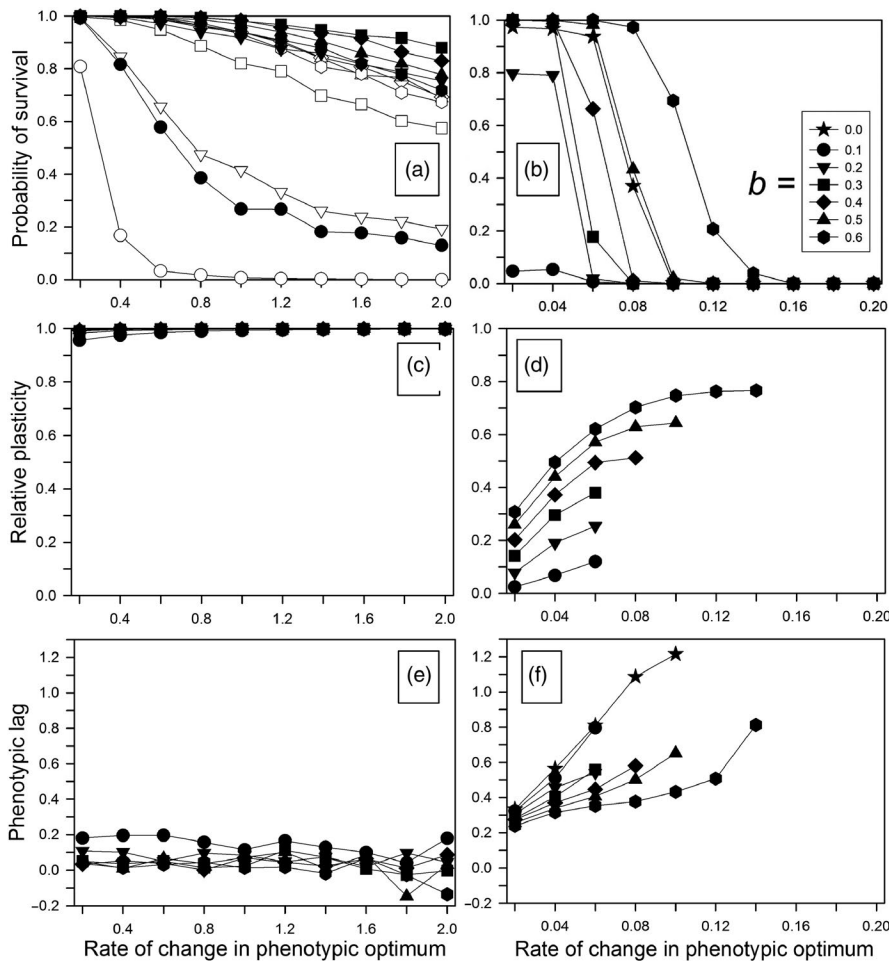 Probability of survival
1.0
0.8
0.6
0.4
0.2
0.0
(a)
0.4 0.8 1.2 1.6 2.0
1.0
0.8
0.6
0.4
0.2
0.0
(b)
b =
0.0
0.1
0.2
0.3
0.4
0.5
0.6
0.04 0.08 0.12 0.16 0.20
Relative plasticity
1.0
0.8
0.6
0.4
0.2
0.0
(c)
0.4 0.8 1.2 1.6 2.0
1.0
0.8
0.6
0.4
0.2
0.0
(d)
0.04 0.08 0.12 0.16 0.20
Phenotypic lag
1.2
1.0
0.8
0.6
0.4
0.2
0.0
−0.2
(e)
0.4 0.8 1.2 1.6 2.0
Rate of change in phenotypic optimum
1.2
1.0
0.8
0.6
0.4
0.2
0.0
−0.2
(f)
0.04 0.08 0.12 0.16 0.20
Rate of change in phenotypic optimum